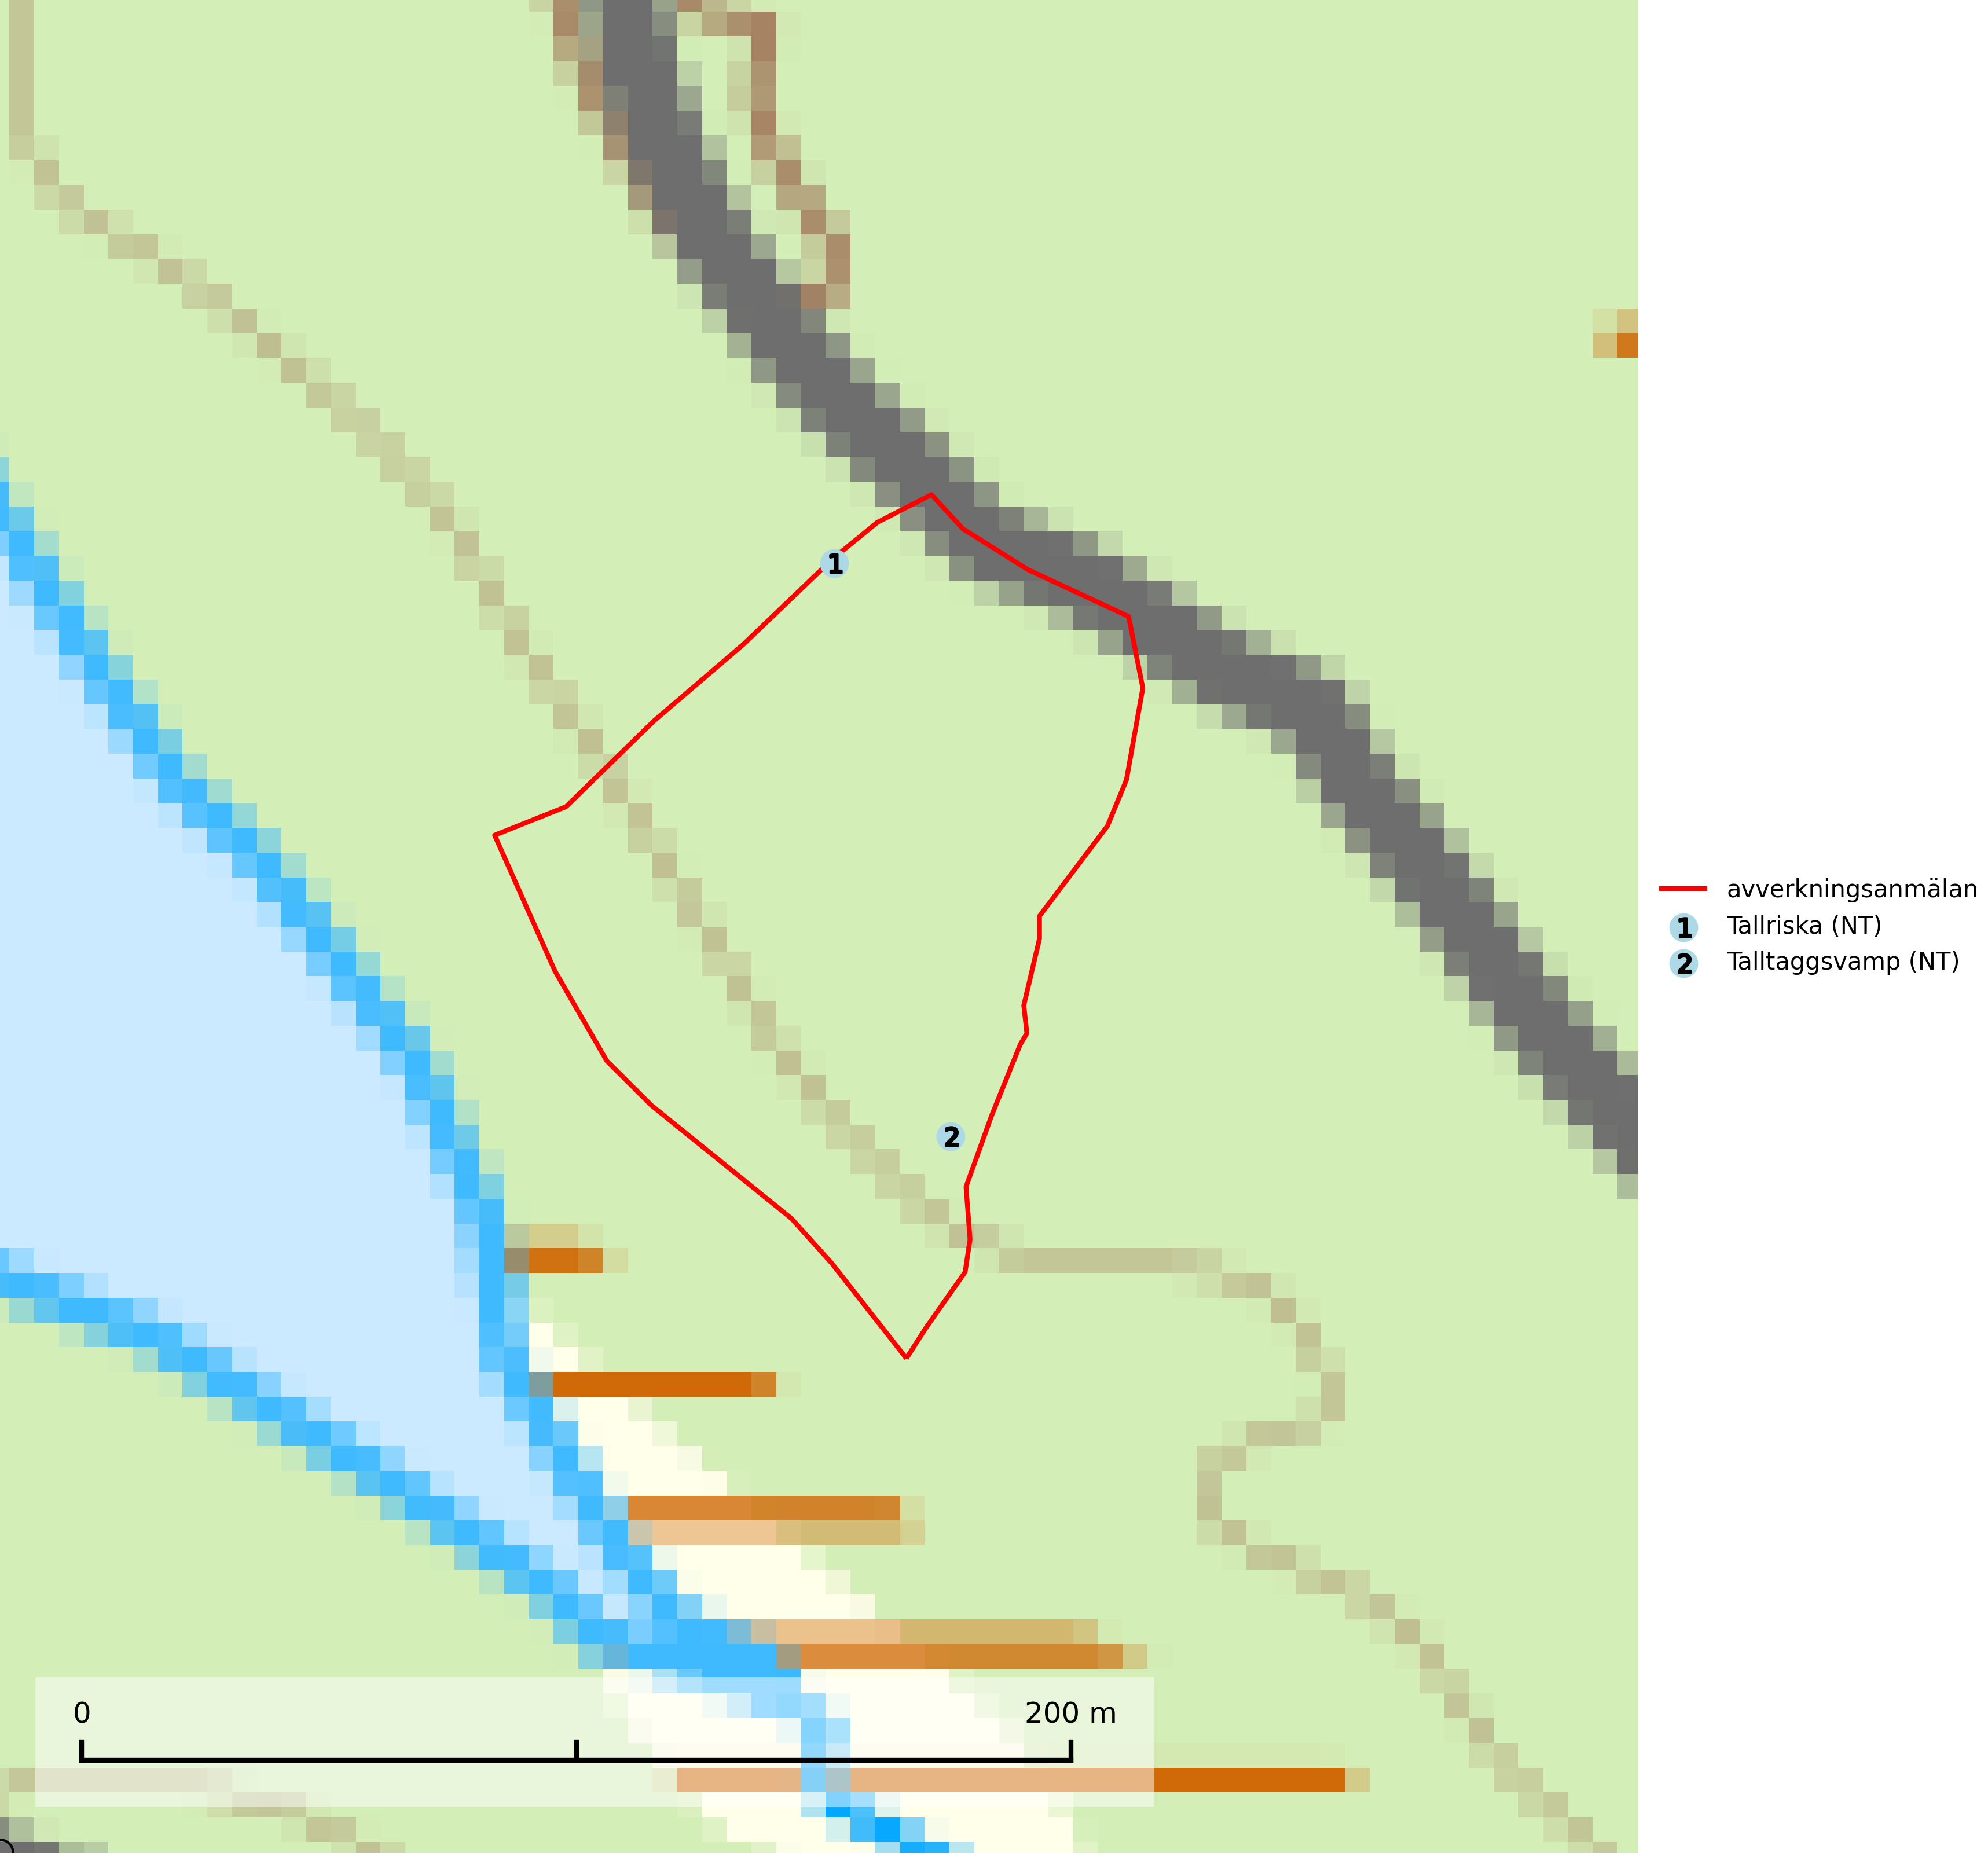 1
2
avverkningsanmälan
1 Tallriska (NT)
2 Talltaggsvamp (NT)
0 200 m